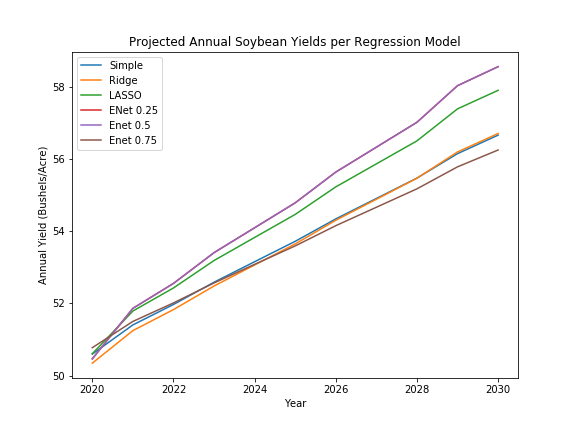 Projected Annual Soybean Yields per Regression Model
Simple
Ridge
LASSO
ENet 0.25
Enet 0.5
Enet 0.75
Annual Yield (Bushels/Acre)
58
56
54
52
50
2020 2022 2024 2026 2028 2030
Year